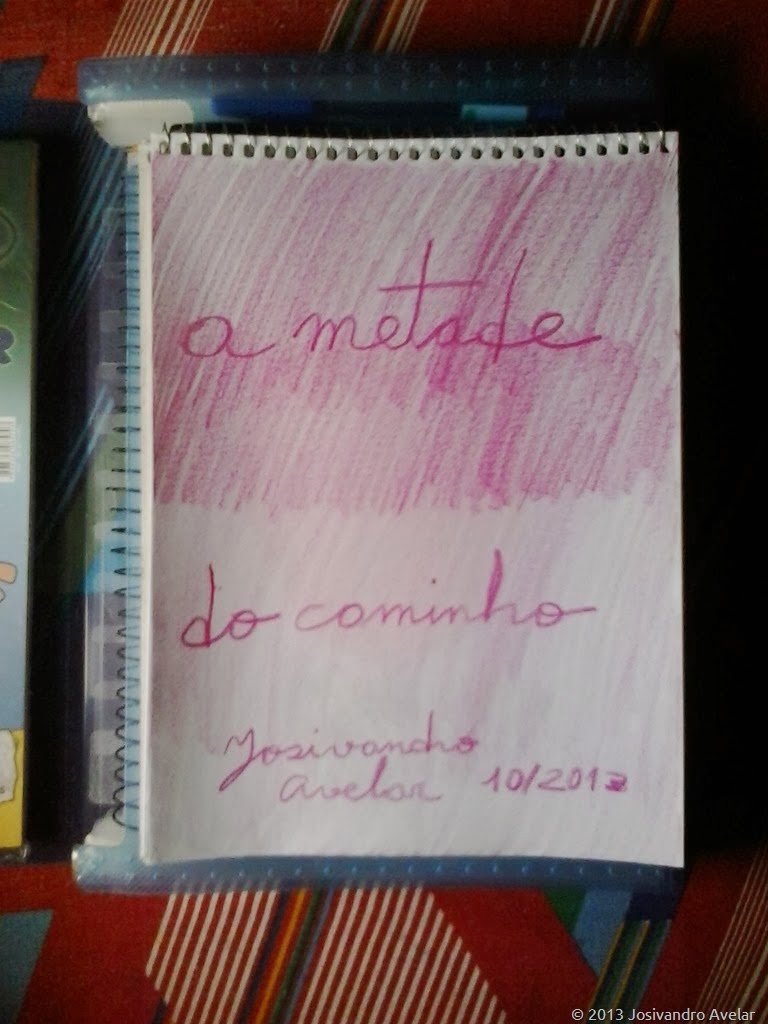 a metade
do caminho
Josivandro
Avelar 10/2013
© 2013 Josivandro Avelar